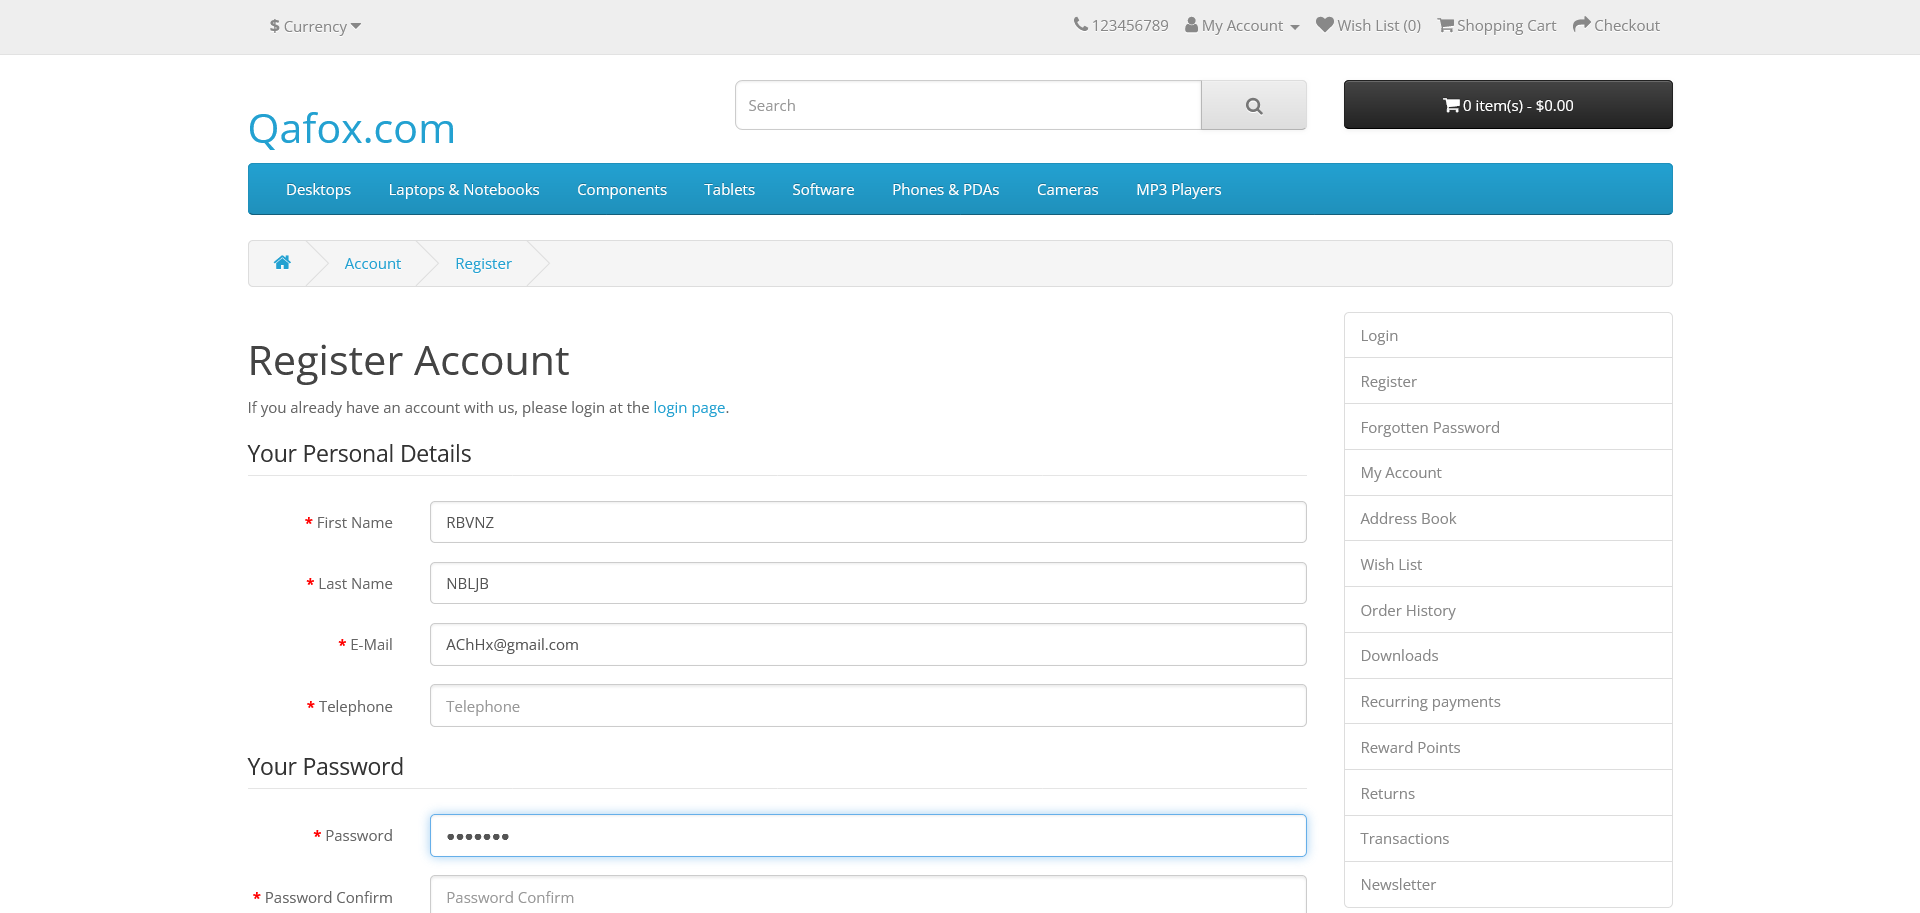 $ Currency 123456789 My Account Wish List (0) Shopping Cart Checkout
Qafox.com
Search
0 item(s) - $0.00
Desktops Laptops & Notebooks Components Tablets Software Phones & PDAs Cameras MP3 Players
Account Register
Register Account
If you already have an account with us, please login at the login page.
Your Personal Details
* First Name RBVNZ
* Last Name NBLJB
* E-Mail AChHx@gmail.com
* Telephone Telephone
Your Password
* Password •••••••
* Password Confirm Password Confirm
Login
Register
Forgotten Password
My Account
Address Book
Wish List
Order History
Downloads
Recurring payments
Reward Points
Returns
Transactions
Newsletter